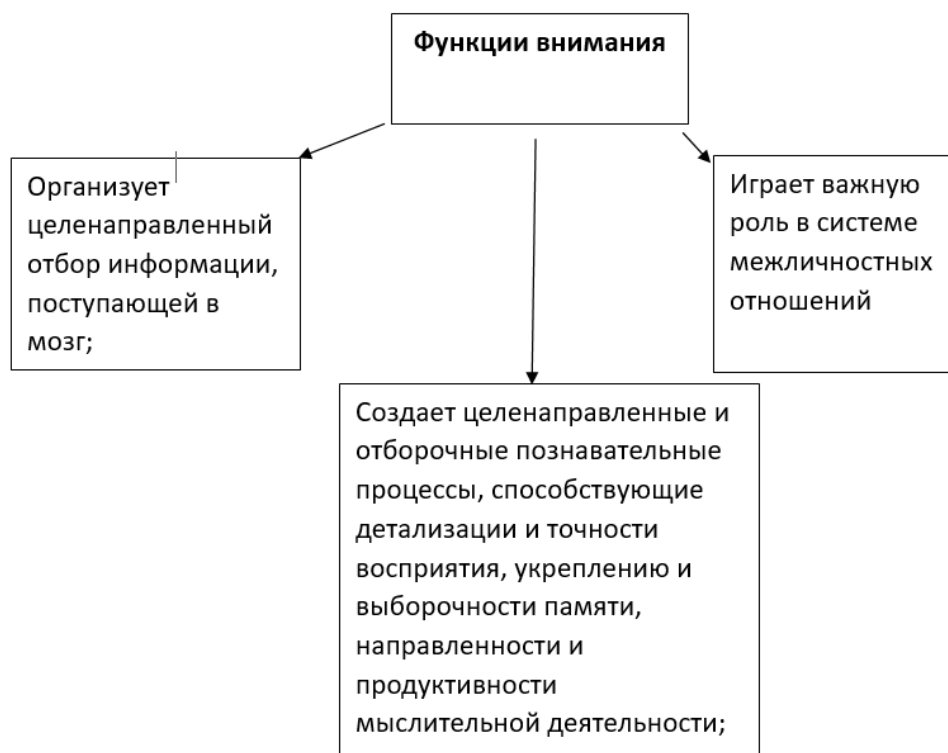 Функции внимания
Организует
целенаправленный
отбор информации,
поступающей в
мозг;
Создает целенаправленные и
отборочные познавательные
процессы, способствующие
детализации и точности
восприятия, укреплению и
выборочности памяти,
направленности и
продуктивности
мыслительной деятельности;
Играет важную
роль в системе
межличностных
отношений